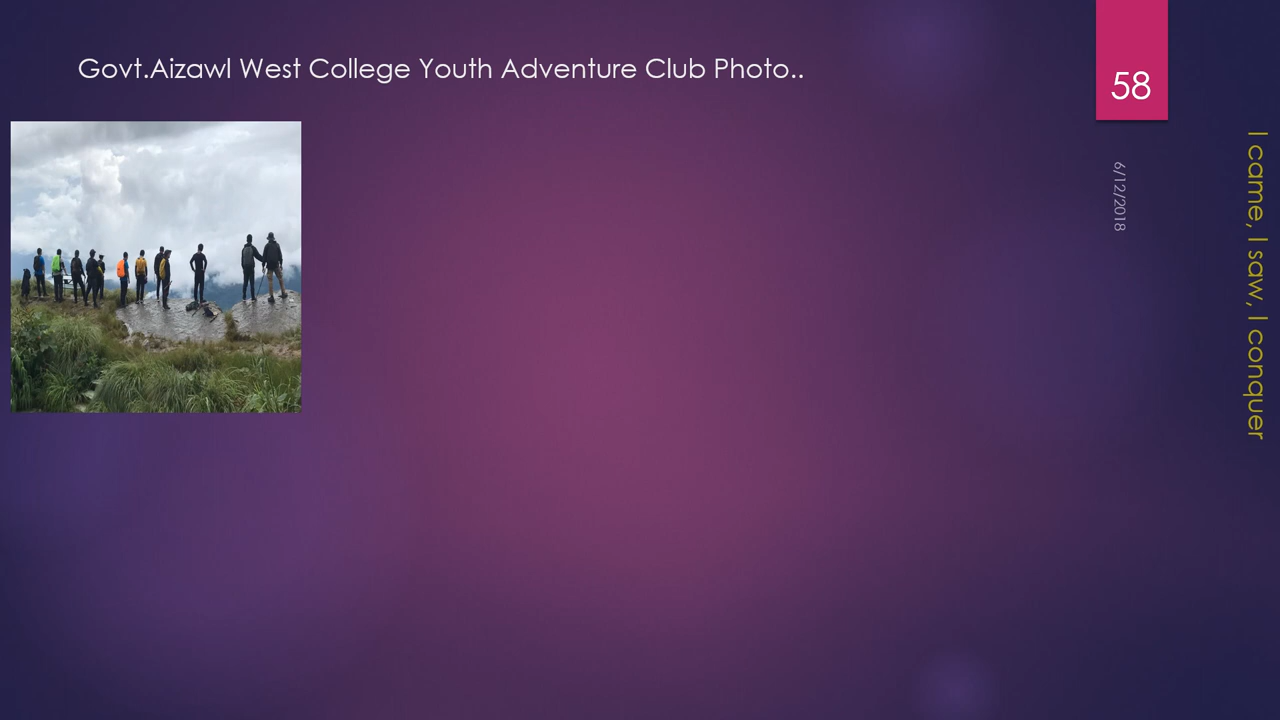 Govt.Aizawl West College Youth Adventure Club Photo..
58
6/12/2018
I came, I saw, I conquer